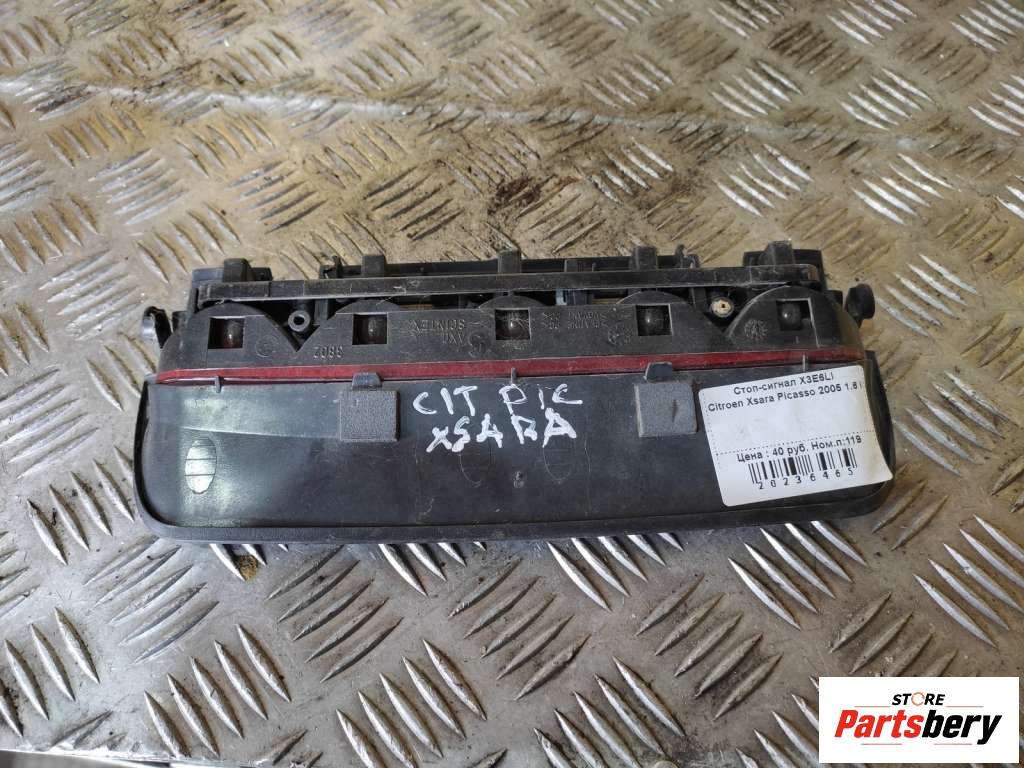 CIT PIC
XSARA
Стоп-сигнал X3E6LI
Citroen Xsara Picasso 2005 1.6 i
Цена : 40 руб. Ном.п:119
20236465
STORE
Partsbery